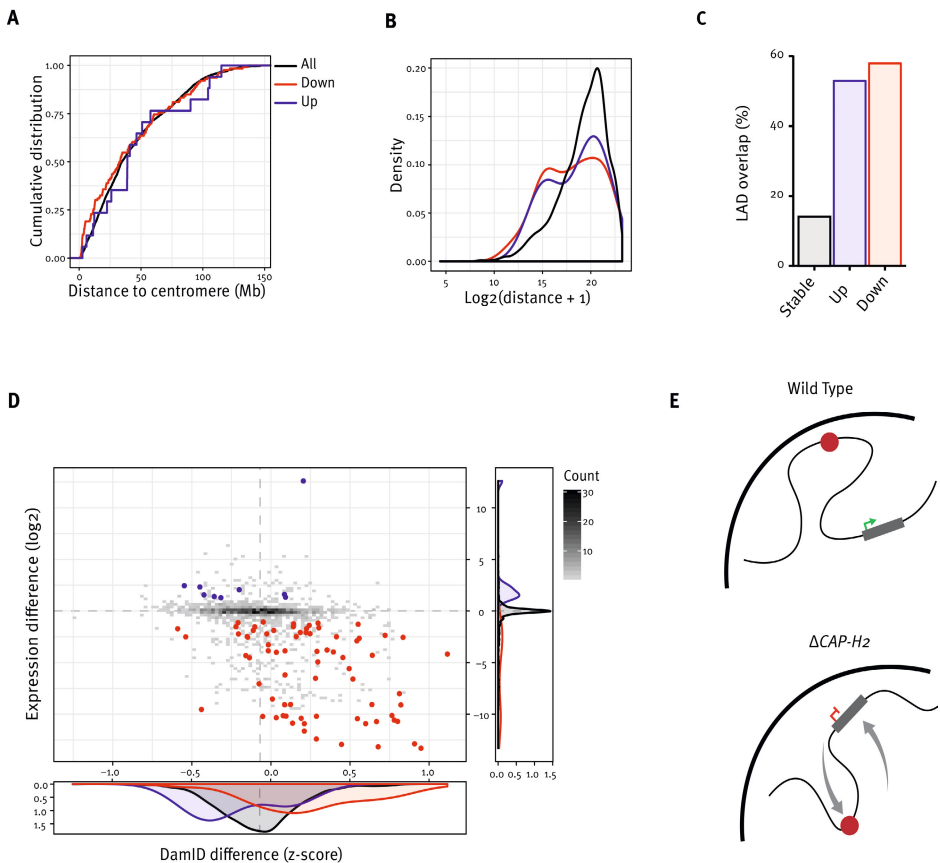 A
Cumulative distribution
1.00
0.75
0.50
0.25
0.00
0
50
100
150
Distance to centromere (Mb)
All
Down
Up
B
Density
0.20
0.15
0.10
0.05
0.00
5
10
15
20
Log2(distance + 1)
C
LAD overlap (%)
60
40
20
0
Stable
Up
Down
D
Expression difference (log2)
10
5
0
−5
−10
−1.0
−0.5
0.0
0.5
1.0
0.0
0.5
1.0
1.5
0.0 0.5 1.0 1.5
DamID difference (z-score)
Count
30
20
10
E
Wild Type
ΔCAP-H2